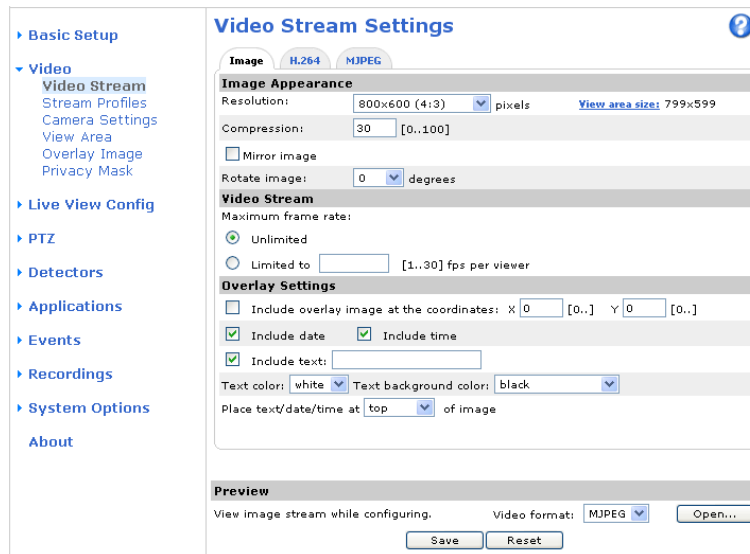 Basic Setup
Video
Video Stream
Stream Profiles
Camera Settings
View Area
Overlay Image
Privacy Mask
Live View Config
PTZ
Detectors
Applications
Events
Recordings
System Options
About
Video Stream Settings
?
Image H.264 MJPEG
Image Appearance
Resolution: 800x600 (4:3) pixels View area size: 799x599
Compression: 30 [0..100]
Mirror image
Rotate image: 0 degrees
Video Stream
Maximum frame rate:
Unlimited
Limited to [1..30] fps per viewer
Overlay Settings
Include overlay image at the coordinates: X 0 [0..] Y 0 [0..]
Include date Include time
Include text:
Text color: white Text background color: black
Place text/date/time at top of image
Preview
View image stream while configuring. Video format: MJPEG Open...
Save Reset